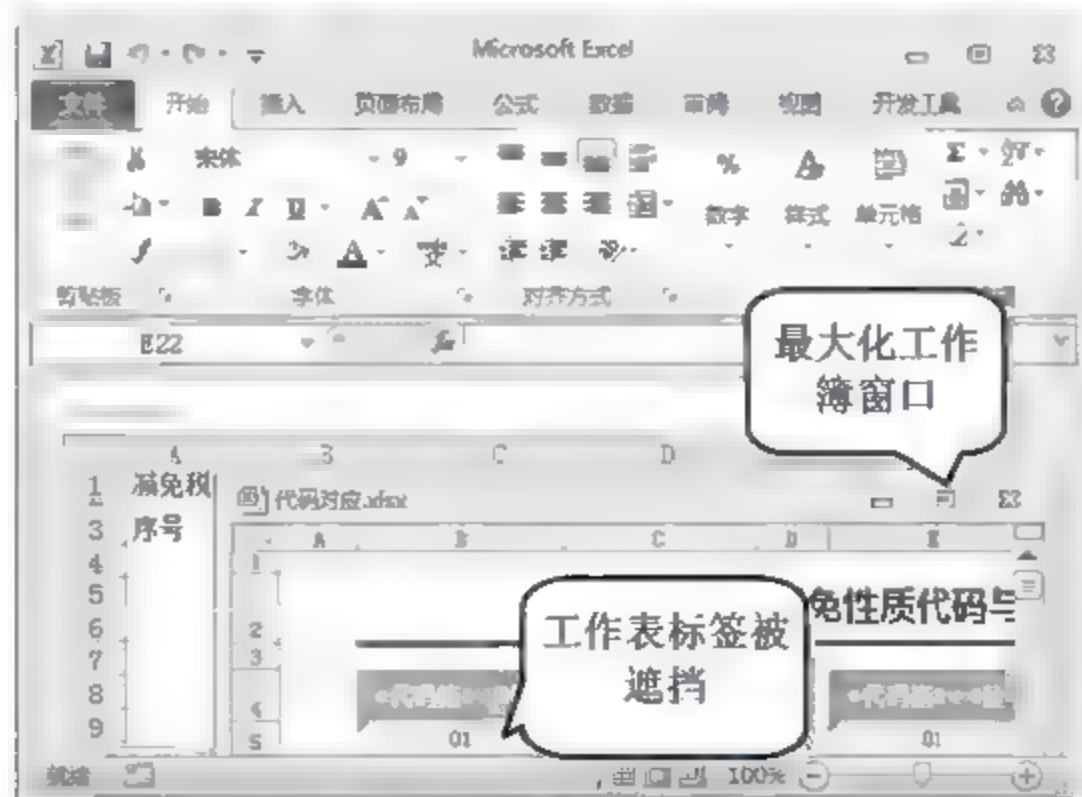 Microsoft Excel
文件 开始 插入 页面布局 公式 数据 审阅 视图 开发工具
宋体 9
B I U A A % A Σ
A 数字 样式 单元格
剪贴板 字体 对齐方式
E22 fx
最大化工作
簿窗口
A B C D
1 减免税
3 序号
4
5
6
7
8
9
代码对应.xlsx
A B C D E
1
免性质代码与
2
3
4
5 01 01
工作表标签被
遮挡
就绪 100%